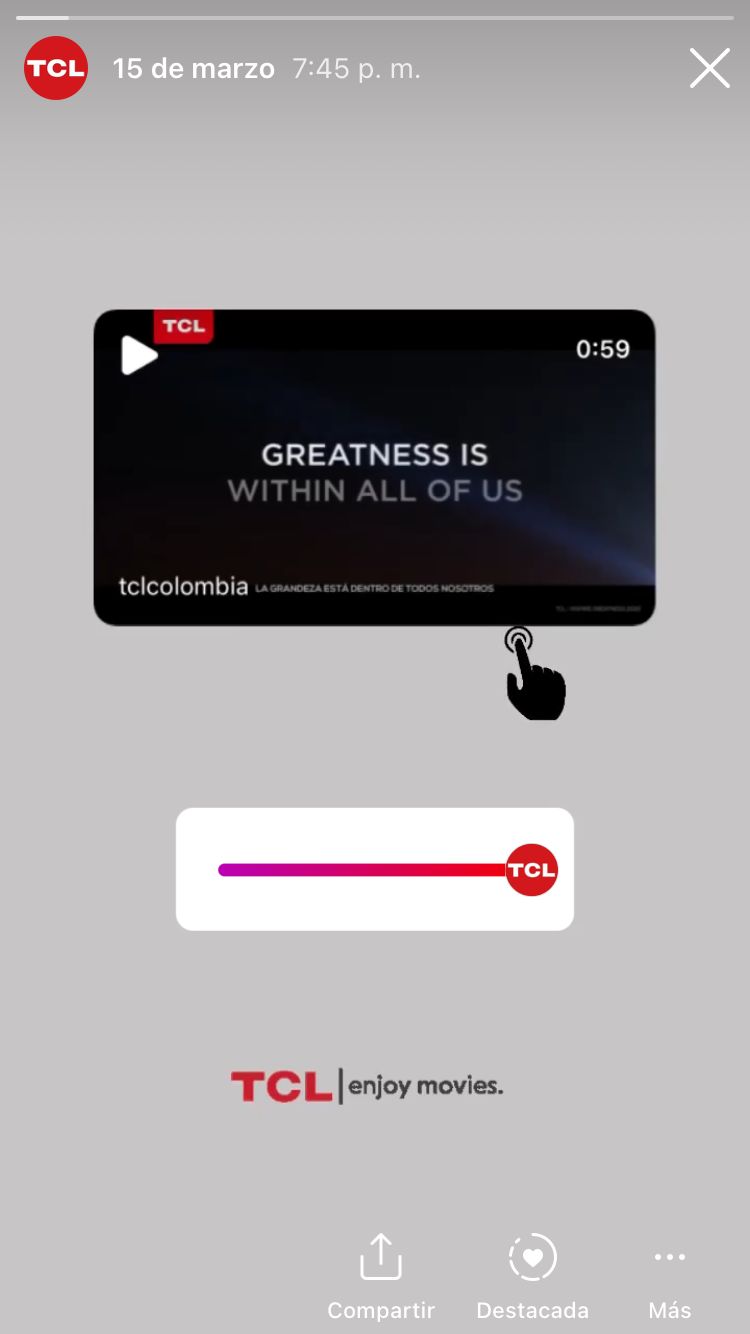 TCL 15 de marzo 7:45 p. m.
TCL
0:59
GREATNESS IS
WITHIN ALL OF US
tclcolombia LA GRANDEZA ESTÁ DENTRO DE TODOS NOSOTROS
TCL
TCL | enjoy movies.
Compartir Destacada Más